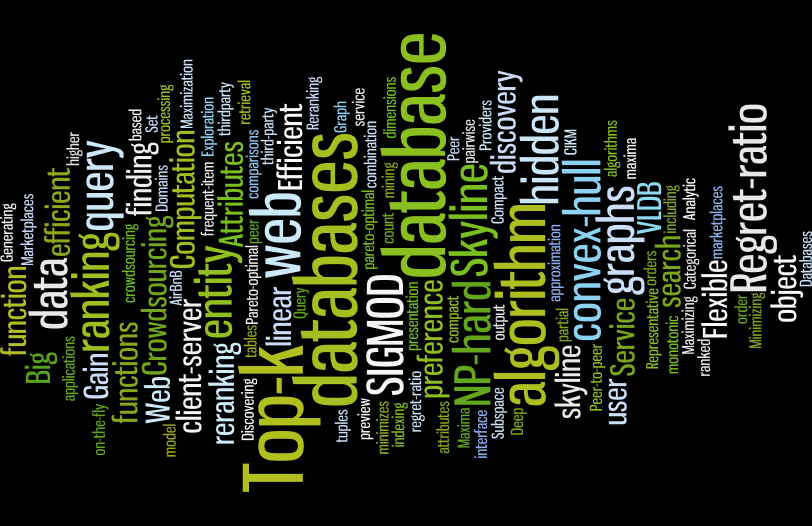 function
Generating
Marketplaces
Big
data
efficient
applications
higher
Gain
ranking
query
on-the-fly
functions
crowdsourcing
finding
based
Web
Crowdsourcing
Domains
Set
processing
model
client-server
AirBnB
Computation
Maximization
frequent-item
Exploration
reranking
entity
Attributes
thirdparty
Discovering
tables
Pareto-optimal
peer
comparisons
retrieval
Top-k
linear
web
third-party
Efficient
Query
databases
Reranking
tuples
Graph
preview
service
SIGMOD
pareto-optimal
combination
minimizes
count
mining
dimensions
indexing
regret-ratio
presentation
database
attributes
preference
compact
Peer
Maxima
NP-hard
Skyline
pairwise
interface
Providers
Subspace
output
Compact
discovery
Deep
algorithm
hidden
approximation
skyline
partial
convex-hull
CIKM
Peer-to-peer
user
Service
graphs
algorithms
maxima
Representative
orders
VLDB
monotonic
search
including
Maximizing
Categorical
Analytic
ranked
Flexible
marketplaces
Regret-ratio
order
Minimizing
object
Databases